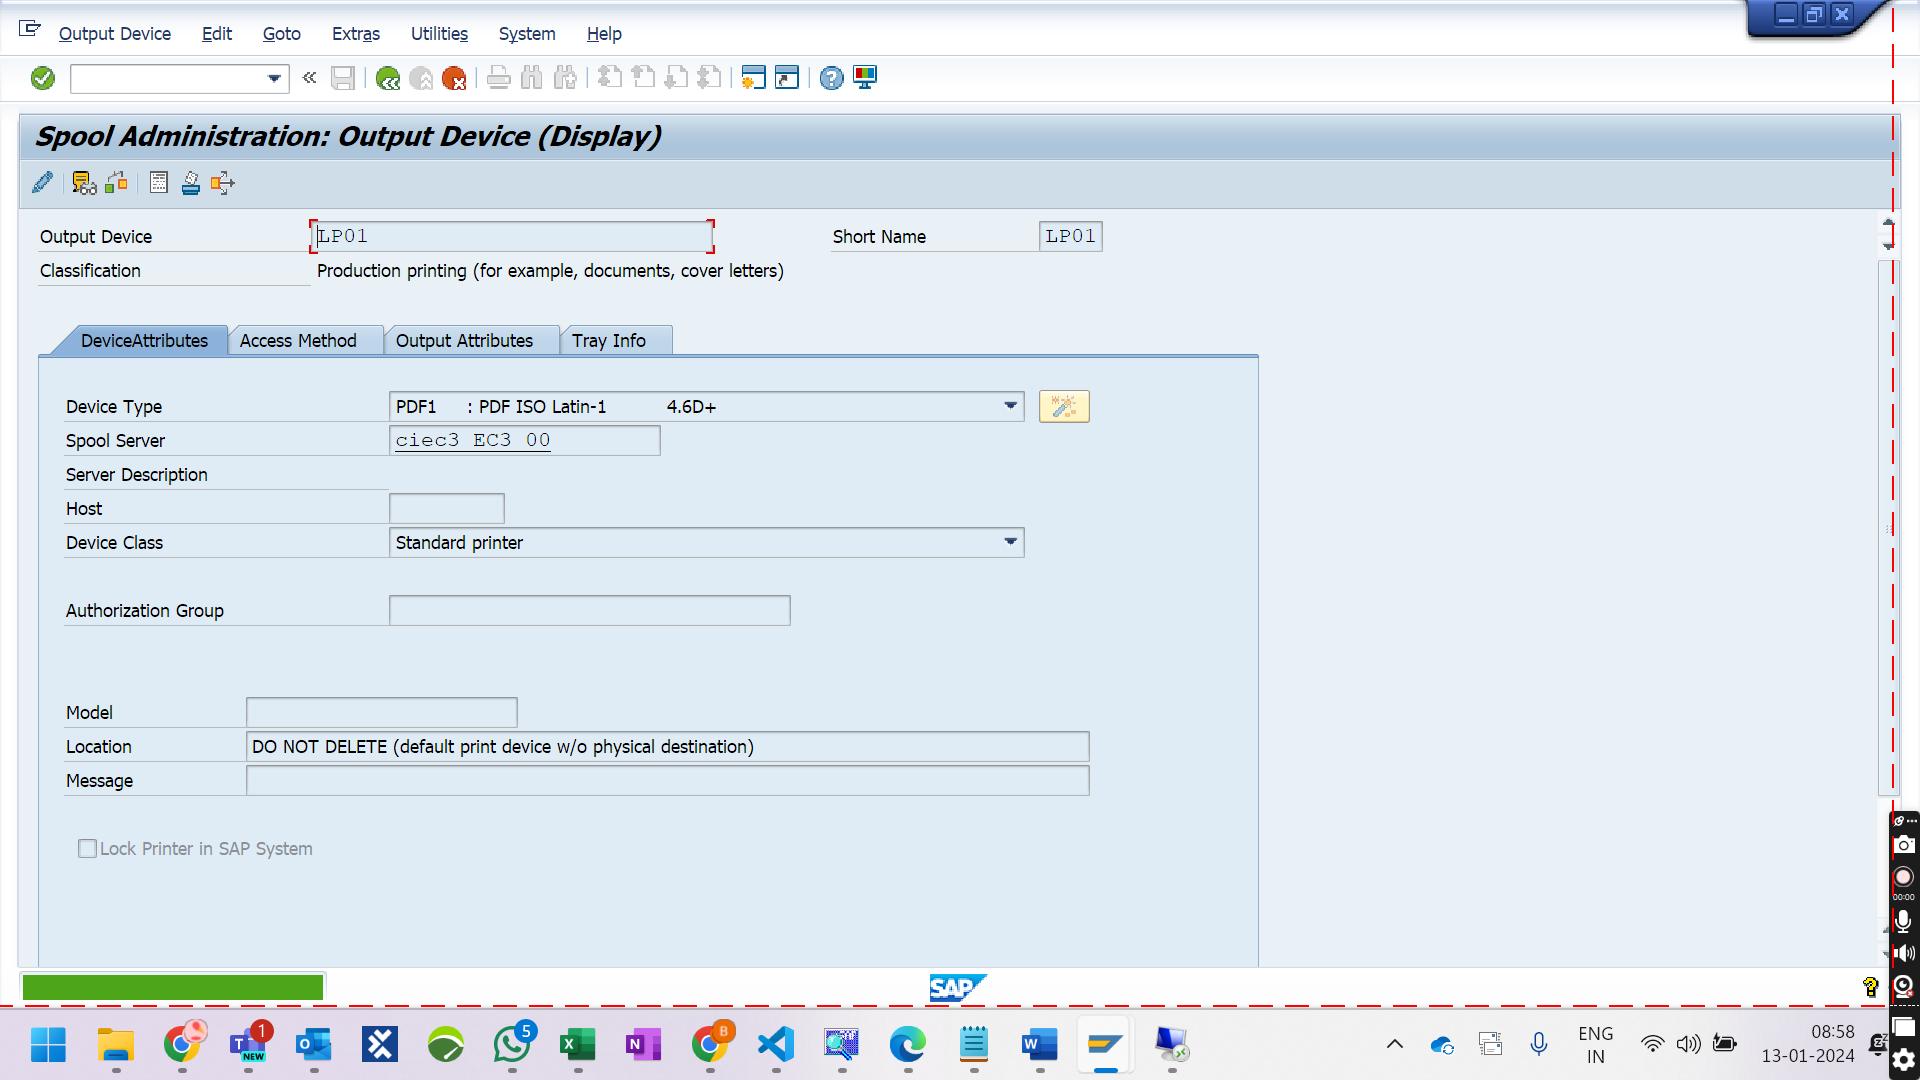 Output Device Edit Goto Extras Utilities System Help
Spool Administration: Output Device (Display)
Output Device LP01 Short Name LP01
Classification Production printing (for example, documents, cover letters)
DeviceAttributes Access Method Output Attributes Tray Info
Device Type PDF1 : PDF ISO Latin-1 4.6D+
Spool Server ciec3_EC3_00
Server Description
Host
Device Class Standard printer
Authorization Group
Model
Location DO NOT DELETE (default print device w/o physical destination)
Message
Lock Printer in SAP System
00:00
SAP
1
NEW
5
B
ENG
IN
08:58
13-01-2024